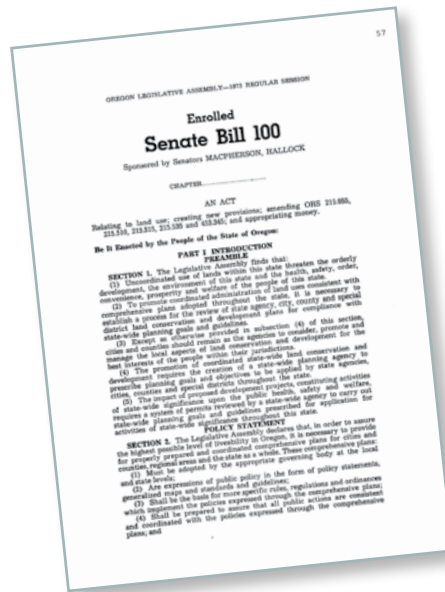 57
OREGON LEGISLATIVE ASSEMBLY—1973 REGULAR SESSION
Enrolled
Senate Bill 100
Sponsored by Senators MACPHERSON, HALLOCK
CHAPTER
AN ACT
Relating to land use; creating new provisions; amending ORS 215.055,
215.510, 215.515, 215.535 and 453.345; and appropriating money.
Be It Enacted by the People of the State of Oregon:
PART I INTRODUCTION
PREAMBLE
SECTION 1. The Legislative Assembly finds that:
(1) Uncoordinated use of lands within this state threaten the orderly
development, the environment of this state and the health, safety, order,
convenience, prosperity and welfare of the people of this state.
(2) To promote coordinated administration of land uses consistent with
comprehensive plans adopted throughout the state, it is necessary to
establish a process for the review of state agency, city, county and special
district land conservation and development plans for compliance with
state-wide planning goals and guidelines.
(3) Except as otherwise provided in subsection (4) of this section,
cities and counties should remain as the agencies to consider, promote and
manage the local aspects of land conservation and development for the
best interests of the people within their jurisdictions.
(4) The promotion of coordinated state-wide land conservation and
development requires the creation of a state-wide planning agency to
prescribe planning goals and objectives to be applied by state agencies,
cities, counties and special districts throughout the state.
(5) The impact of proposed development projects, constituting activities
of state-wide significance upon the public health, safety and welfare,
requires a system of permits reviewed by a state-wide agency to carry out
state-wide planning goals and guidelines prescribed for application for
activities of state-wide significance throughout this state.
POLICY STATEMENT
SECTION 2. The Legislative Assembly declares that, in order to assure
the highest possible level of liveability in Oregon, it is necessary to provide
for properly prepared and coordinated comprehensive plans for cities and
counties, regional areas and the state as a whole. These comprehensive plans:
(1) Must be adopted by the appropriate governing body at the local
and state levels;
(2) Are expressions of public policy in the form of policy statements,
generalized maps and standards and guidelines;
(3) Shall be the basis for more specific rules, regulations and ordinances
which implement the policies expressed through the comprehensive plans;
(4) Shall be prepared to assure that all public actions are consistent
and coordinated with the policies expressed through the comprehensive
plans; and